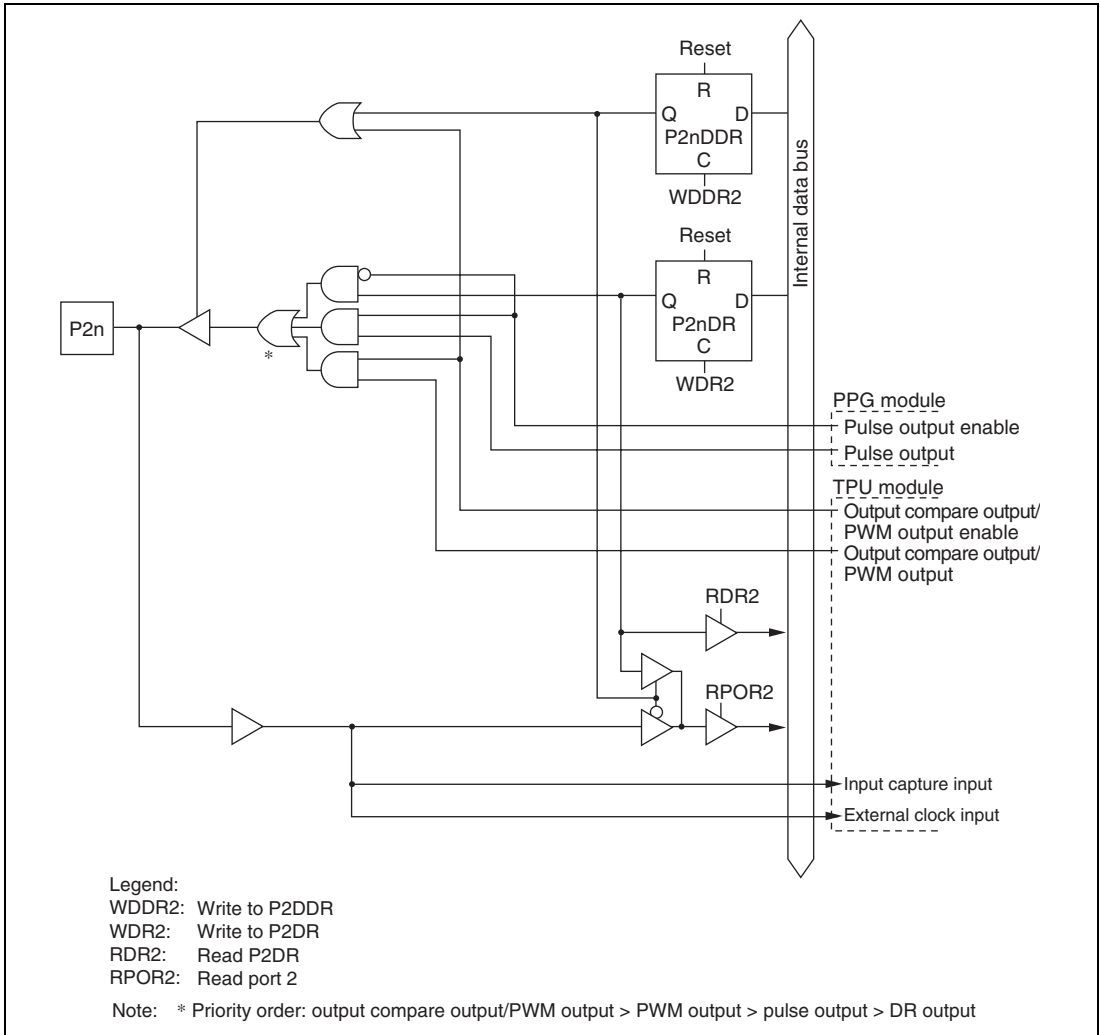 Reset
R
Q D
P2nDDR
C
WDDR2
Internal data bus
Reset
R
Q D
P2nDR
C
WDR2
P2n
*
PPG module
Pulse output enable
Pulse output
TPU module
Output compare output/
PWM output enable
Output compare output/
PWM output
RDR2
RPOR2
Input capture input
External clock input
Legend:
WDDR2: Write to P2DDR
WDR2: Write to P2DR
RDR2: Read P2DR
RPOR2: Read port 2
Note: * Priority order: output compare output/PWM output > PWM output > pulse output > DR output